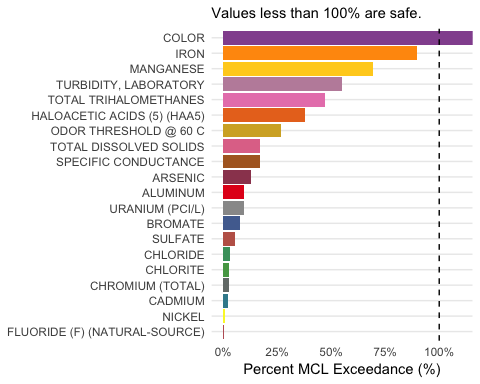 Values less than 100% are safe.
COLOR
IRON
MANGANESE
TURBIDITY, LABORATORY
TOTAL TRIHALOMETHANES
HALOACETIC ACIDS (5) (HAA5)
ODOR THRESHOLD @ 60 C
TOTAL DISSOLVED SOLIDS
SPECIFIC CONDUCTANCE
ARSENIC
ALUMINUM
URANIUM (PCI/L)
BROMATE
SULFATE
CHLORIDE
CHLORITE
CHROMIUM (TOTAL)
CADMIUM
NICKEL
FLUORIDE (F) (NATURAL-SOURCE)
0% 25% 50% 75% 100%
Percent MCL Exceedance (%)